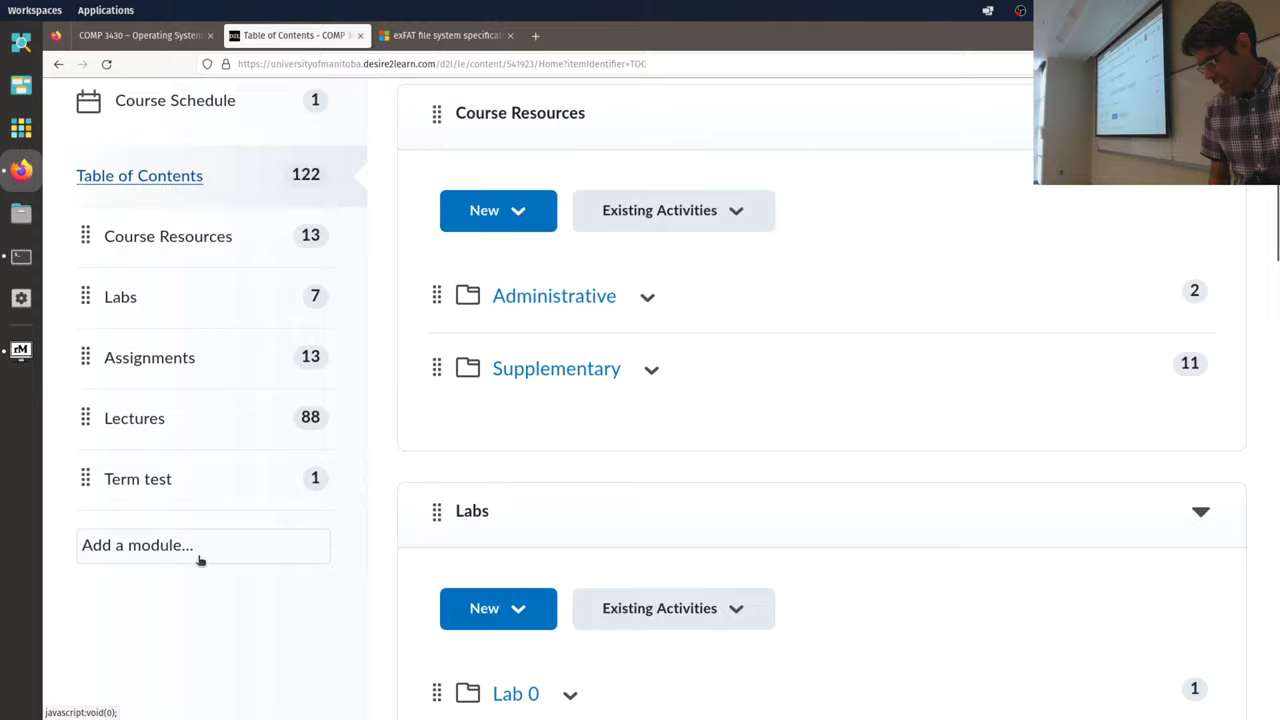 Workspaces Applications
COMP 3430 – Operating System
Table of Contents - COMP 3
exFAT file system specificati
https://universityofmanitoba.desire2learn.com/d2l/le/content/541923/Home?itemIdentifier=TOC
Course Schedule 1
Table of Contents 122
Course Resources 13
Labs 7
Assignments 13
Lectures 88
Term test 1
Add a module...
Course Resources
New Existing Activities
Administrative 2
Supplementary 11
Labs
New Existing Activities
Lab 0 1
javascript:void(0);
rM